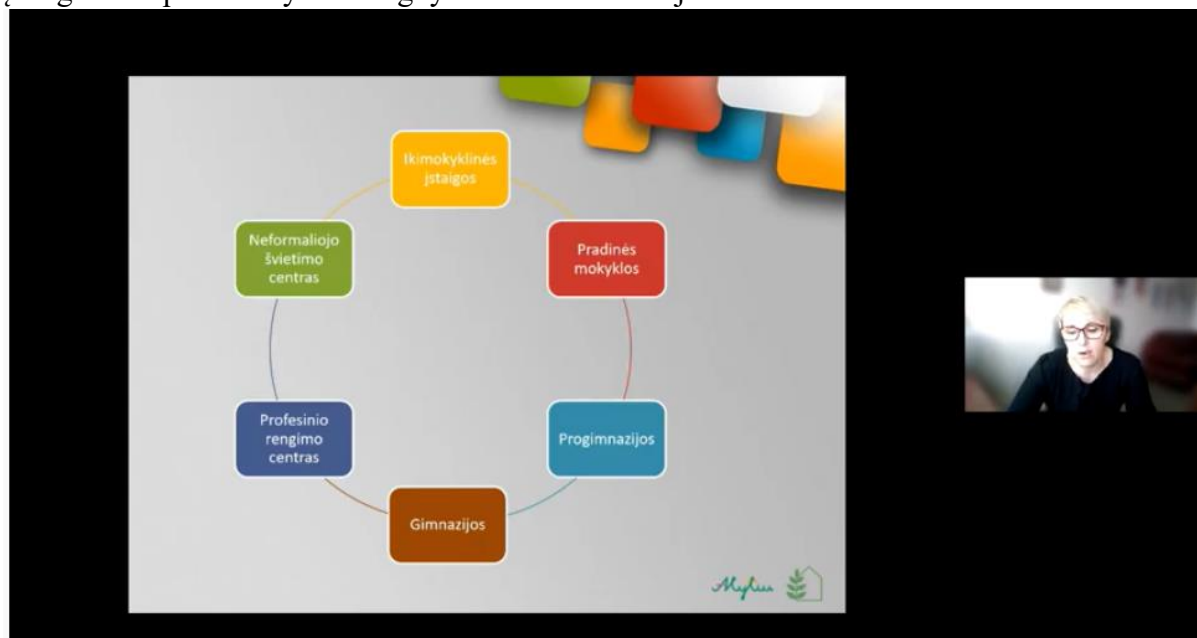 Ikimokyklinės
įstaigos
Pradinės
mokyklos
Progimnazijos
Gimnazijos
Profesinio
rengimo
centras
Neformaliojo
švietimo
centras